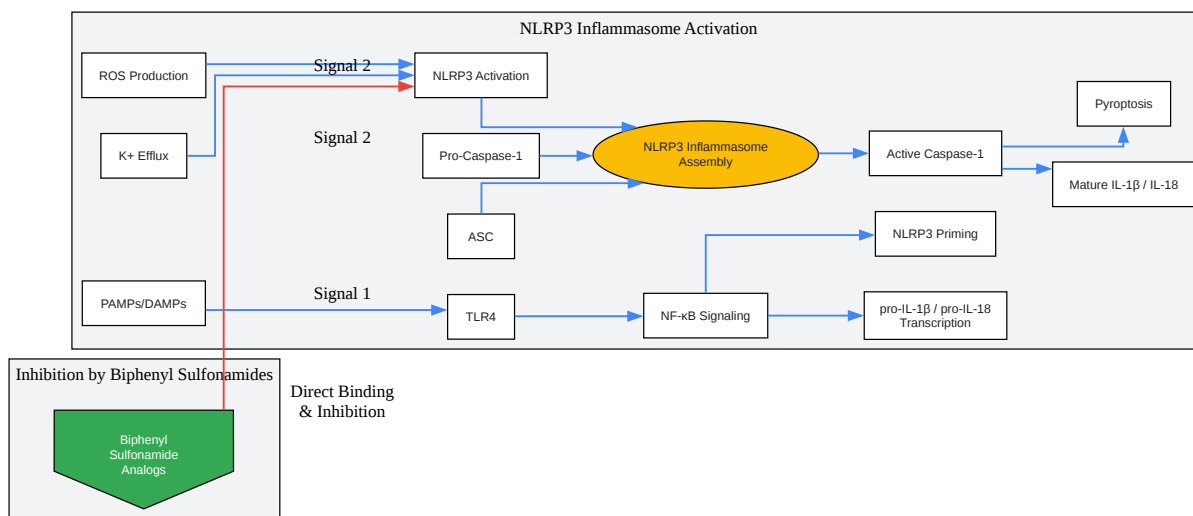 NLRP3 Inflammasome Activation
ROS Production
Signal 2
NLRP3 Activation
K+ Efflux
Signal 2
Pro-Caspase-1
NLRP3 Inflammasome
Assembly
Active Caspase-1
Pyroptosis
Mature IL-1β / IL-18
ASC
NLRP3 Priming
PAMPs/DAMPs
Signal 1
TLR4
NF-κB Signaling
pro-IL-1β / pro-IL-18
Transcription
Inhibition by Biphenyl Sulfonamides
Direct Binding
& Inhibition
Biphenyl
Sulfonamide
Analogs